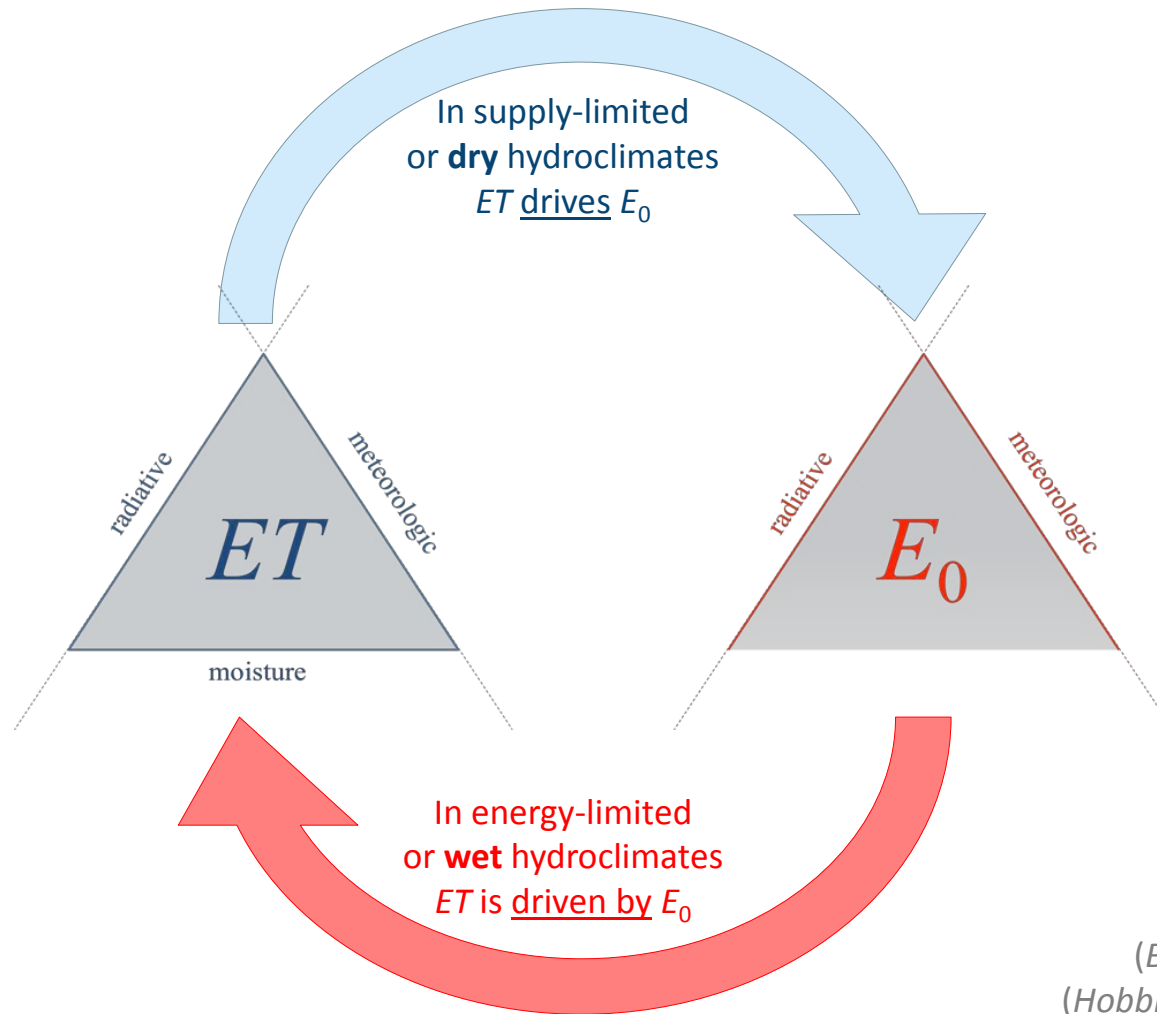 In supply-limited
or dry hydroclimates
ET drives E₀
radiative
meteorologic
ET
moisture
radiative
meteorologic
E₀
In energy-limited
or wet hydroclimates
ET is driven by E₀